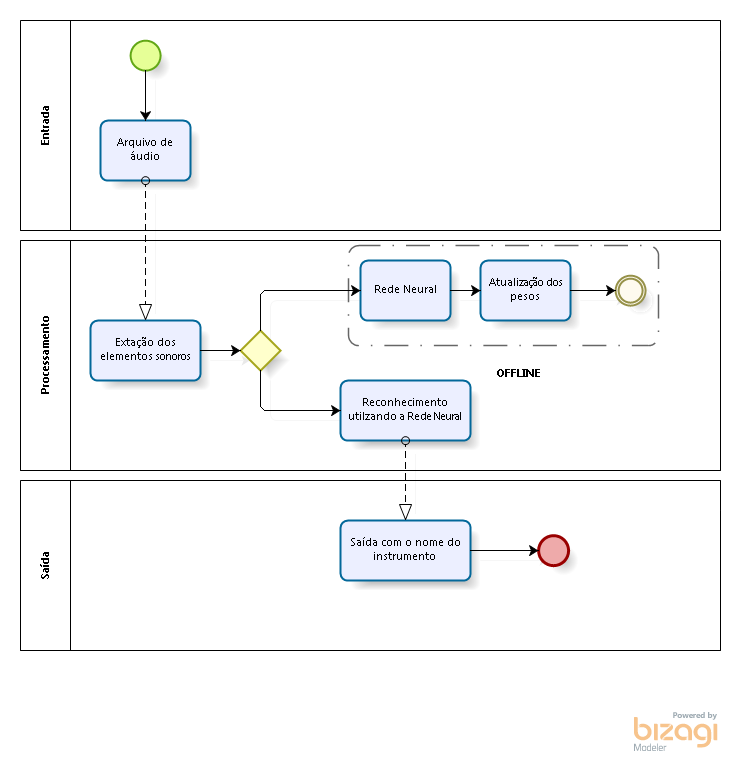 Entrada
Arquivo de
áudio
Processamento
Extação dos
elementos sonoros
Rede Neural
Atualização dos
pesos
OFFLINE
Reconhecimento
utilzando a Rede Neural
Saída
Saída com o nome do
instrumento
Powered by
bizagi
Modeler